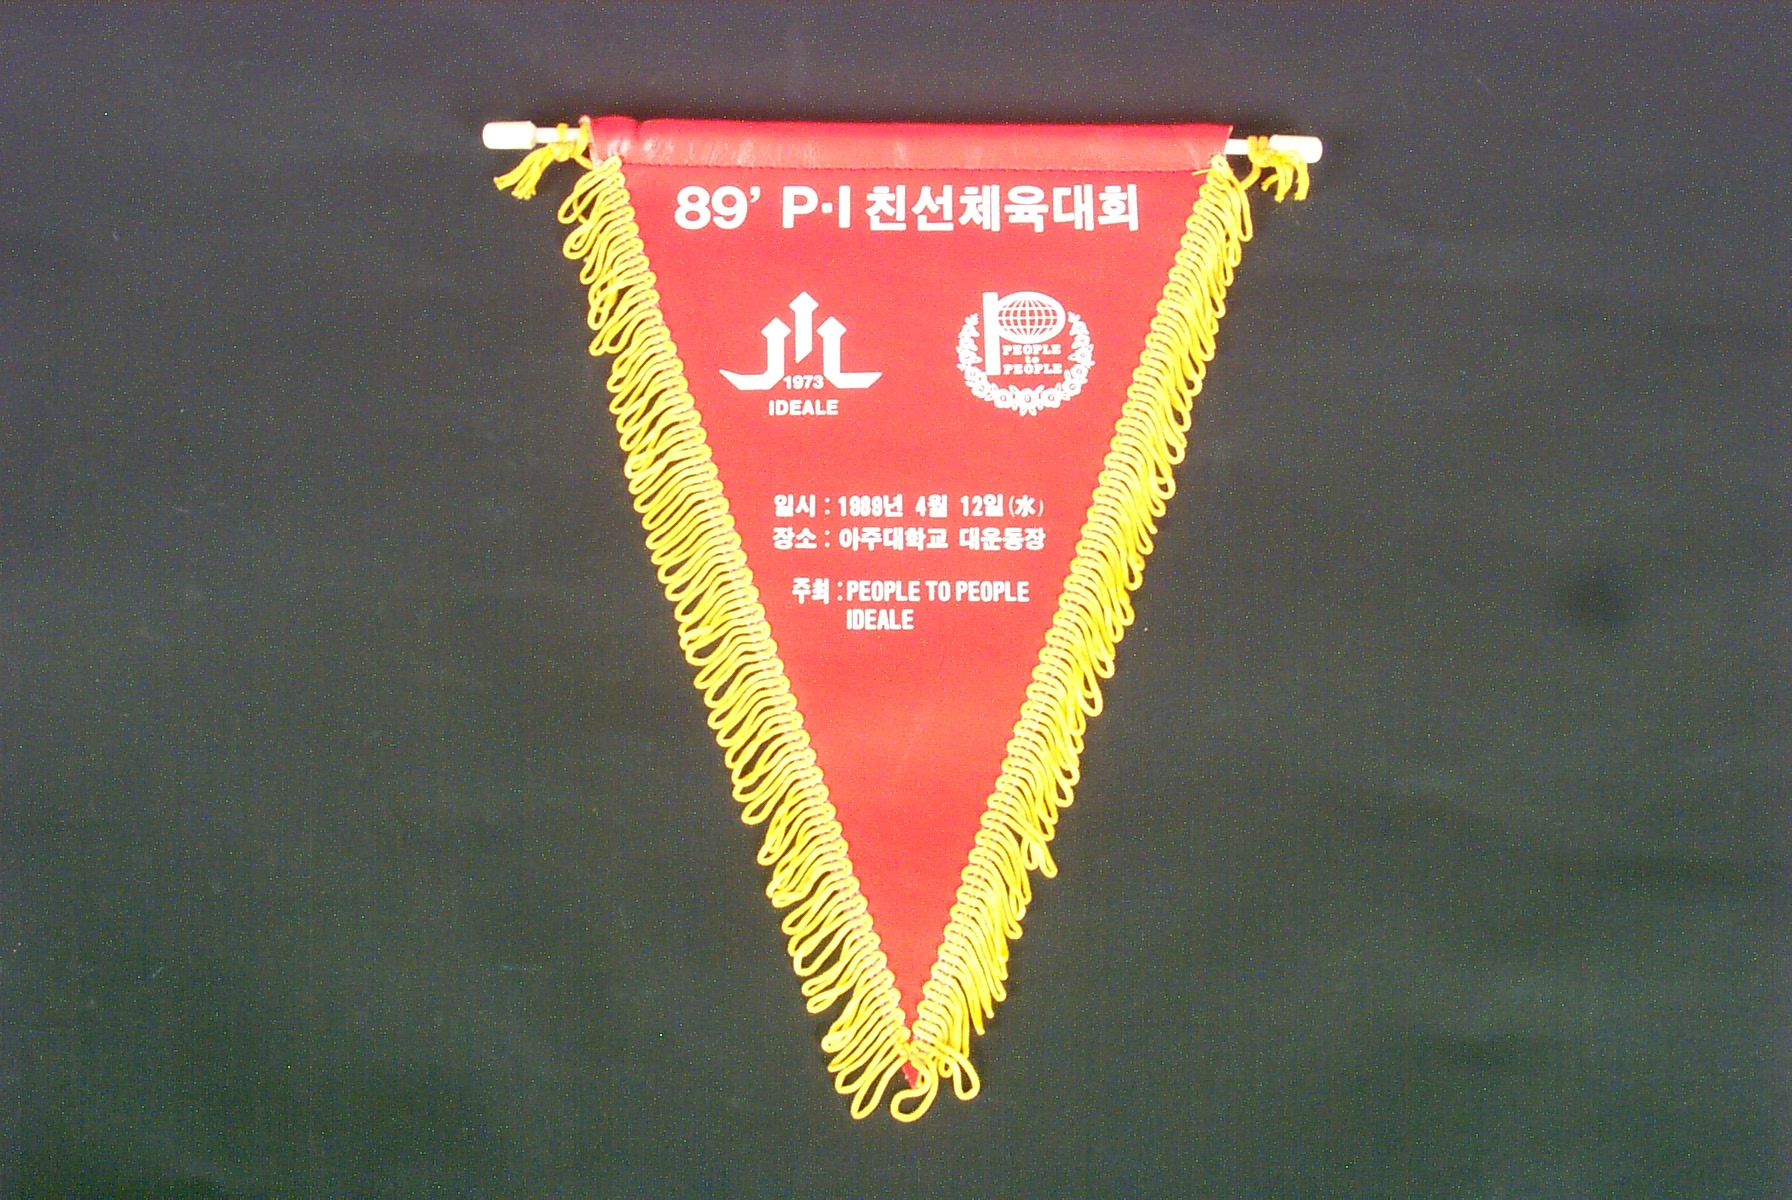 89’ P·I 친선체육대회
1973
IDEALE
PEOPLE
to
PEOPLE
일시 : 1989년 4월 12일(水)
장소 : 아주대학교 대운동장
주최 : PEOPLE TO PEOPLE
IDEALE